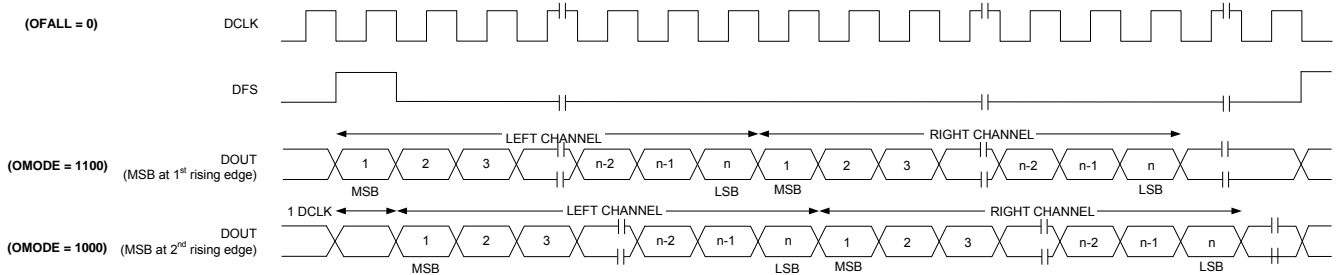 (OFALL = 0) DCLK
DFS
LEFT CHANNEL RIGHT CHANNEL
(OMODE = 1100) DOUT 1 2 3 n-2 n-1 n 1 2 3 n-2 n-1 n
(MSB at 1st rising edge)
MSB LSB MSB LSB
1 DCLK LEFT CHANNEL RIGHT CHANNEL
(OMODE = 1000) DOUT 1 2 3 n-2 n-1 n 1 2 3 n-2 n-1 n
(MSB at 2nd rising edge)
MSB LSB MSB LSB